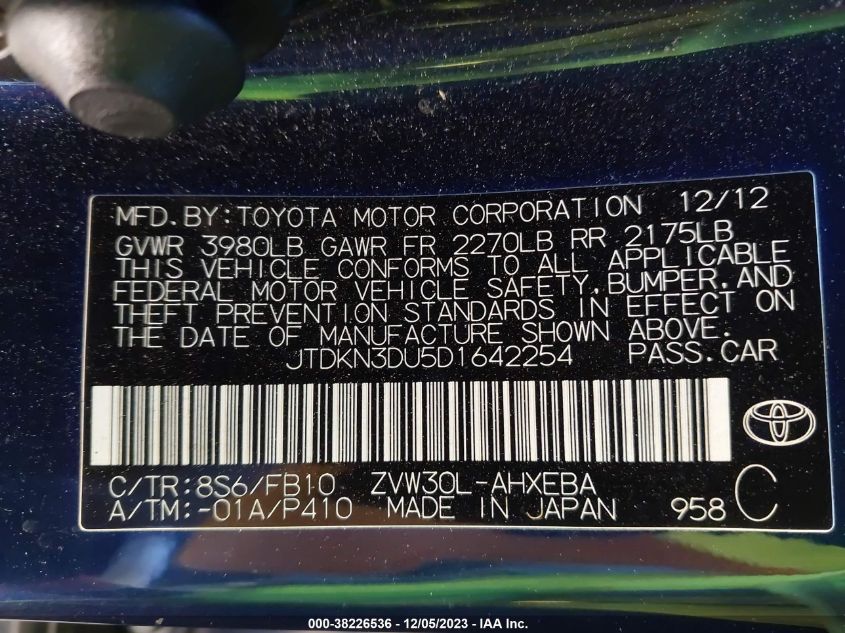 MFD.BY:TOYOTA MOTOR CORPORATION 12/12
GVWR 3980LB GAWR FR 2270LB RR 2175LB
THIS VEHICLE CONFORMS TO ALL APPLICABLE
FEDERAL MOTOR VEHICLE SAFETY,BUMPER,AND
THEFT PREVENTION STANDARDS IN EFFECT ON
THE DATE OF MANUFACTURE SHOWN ABOVE.
JTDKN3DU5D1642254 PASS.CAR
C/TR:8S6/FB10 ZVW30L-AHXEBA
A/TM:-01A/P410 MADE IN JAPAN 958 C
000-38226536 - 12/05/2023 - IAA Inc.